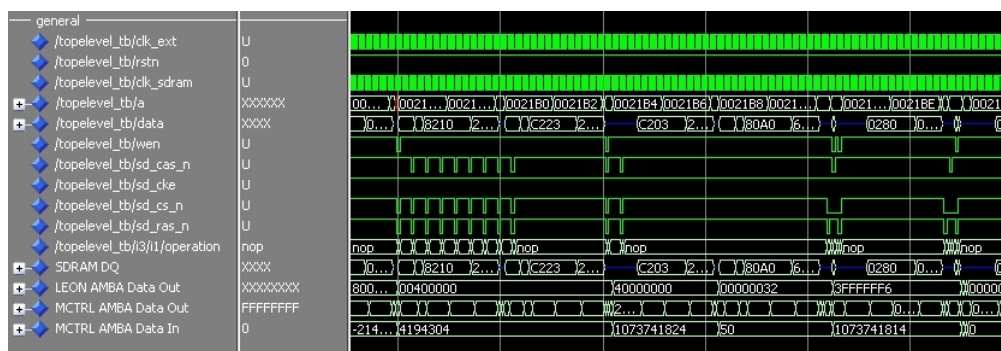 general
/topelevel_tb/clk_ext U
/topelevel_tb/rstn 0
/topelevel_tb/clk_sdram U
/topelevel_tb/a XXXXXX 00... 0021... 0021... 0021B0 0021B2 0021B4 0021B6 0021B8 0021... 0021... 0021BE 0021
/topelevel_tb/data XXXX 0... 8210 2... C223 2... C203 2... 80A0 6... 0280 0...
/topelevel_tb/wen U
/topelevel_tb/sd_cas_n U
/topelevel_tb/sd_cke U
/topelevel_tb/sd_cs_n U
/topelevel_tb/sd_ras_n U
/topelevel_tb/i3/i1/operation nop nop nop nop nop nop
SDRAM DQ XXXX 0... 8210 2... C223 2... C203 2... 80A0 6... 0280 0...
LEON AMBA Data Out XXXXXXXX 800... 00400000 40000000 00000032 3FFFFFF6 0000
MCTRL AMBA Data Out FFFFFFFF 2... 0... 0...
MCTRL AMBA Data In 0 -214... 4194304 1073741824 50 1073741814 0